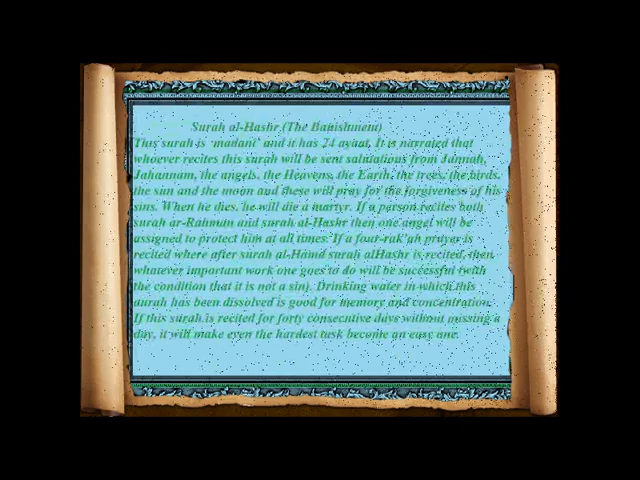 Surah al-Hashr (The Banishment)
This surah is 'madani' and it has 24 ayaat. It is narrated that
whoever recites this surah will be sent salutations from Jannah,
Jahannam, the angels, the Heavens, the Earth, the trees, the birds,
the sun and the moon and these will pray for the forgiveness of his
sins. When he dies, he will die a martyr. If a person recites both
surah ar-Rahman and surah al-Hashr then one angel will be
assigned to protect him at all times. If a four-rak'ah prayer is
recited where after surah al-Hamd surah alHashr is recited, then
whatever important work one goes to do will be successful (with
the condition that it is not a sin). Drinking water in which this
surah has been dissolved is good for memory and concentration.
If this surah is recited for forty consecutive days without missing a
day, it will make even the hardest task become an easy one.